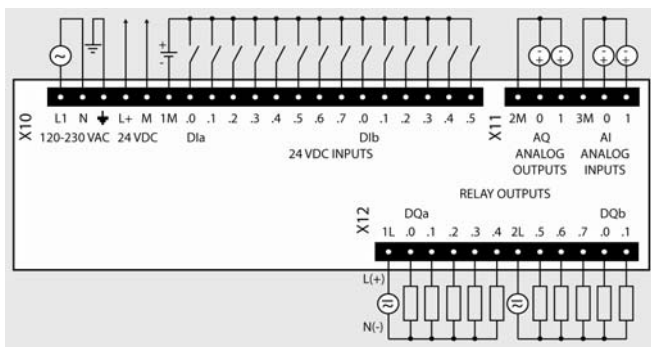 X10
L1 N L+ M 1M .0 .1 .2 .3 .4 .5 .6 .7 .0 .1 .2 .3 .4 .5
120-230 VAC 24 VDC DIa DIb
24 VDC INPUTS
X11
2M 0 1 3M 0 1
AQ AI
ANALOG ANALOG
OUTPUTS INPUTS
RELAY OUTPUTS
X12
DQa DQb
1L .0 .1 .2 .3 .4 2L .5 .6 .7 .0 .1
L(+)
N(-)